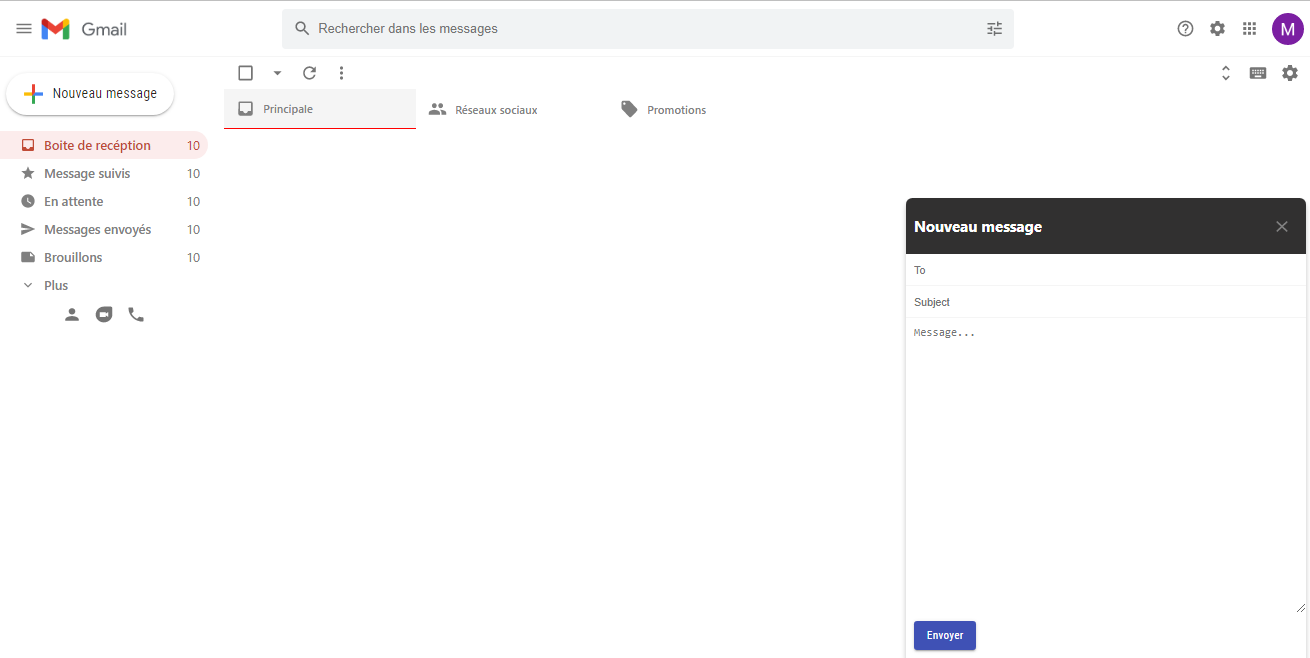 Gmail
Rechercher dans les messages
M
Nouveau message
Principale
Réseaux sociaux
Promotions
Boite de recéption 10
Message suivis 10
En attente 10
Messages envoyés 10
Brouillons 10
Plus
Nouveau message
To
Subject
Message...
Envoyer